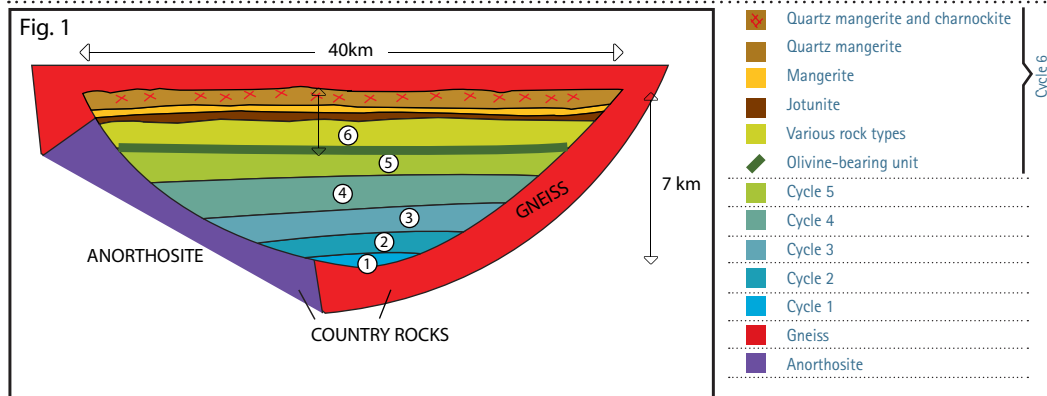 Fig. 1
40km
6
5
7 km
4
GNEISS
3
ANORTHOSITE
2
1
COUNTRY ROCKS
Quartz mangerite and charnockite
Quartz mangerite
Mangerite
Jotunite
Various rock types
Olivine-bearing unit
Cycle 6
Cycle 5
Cycle 4
Cycle 3
Cycle 2
Cycle 1
Gneiss
Anorthosite